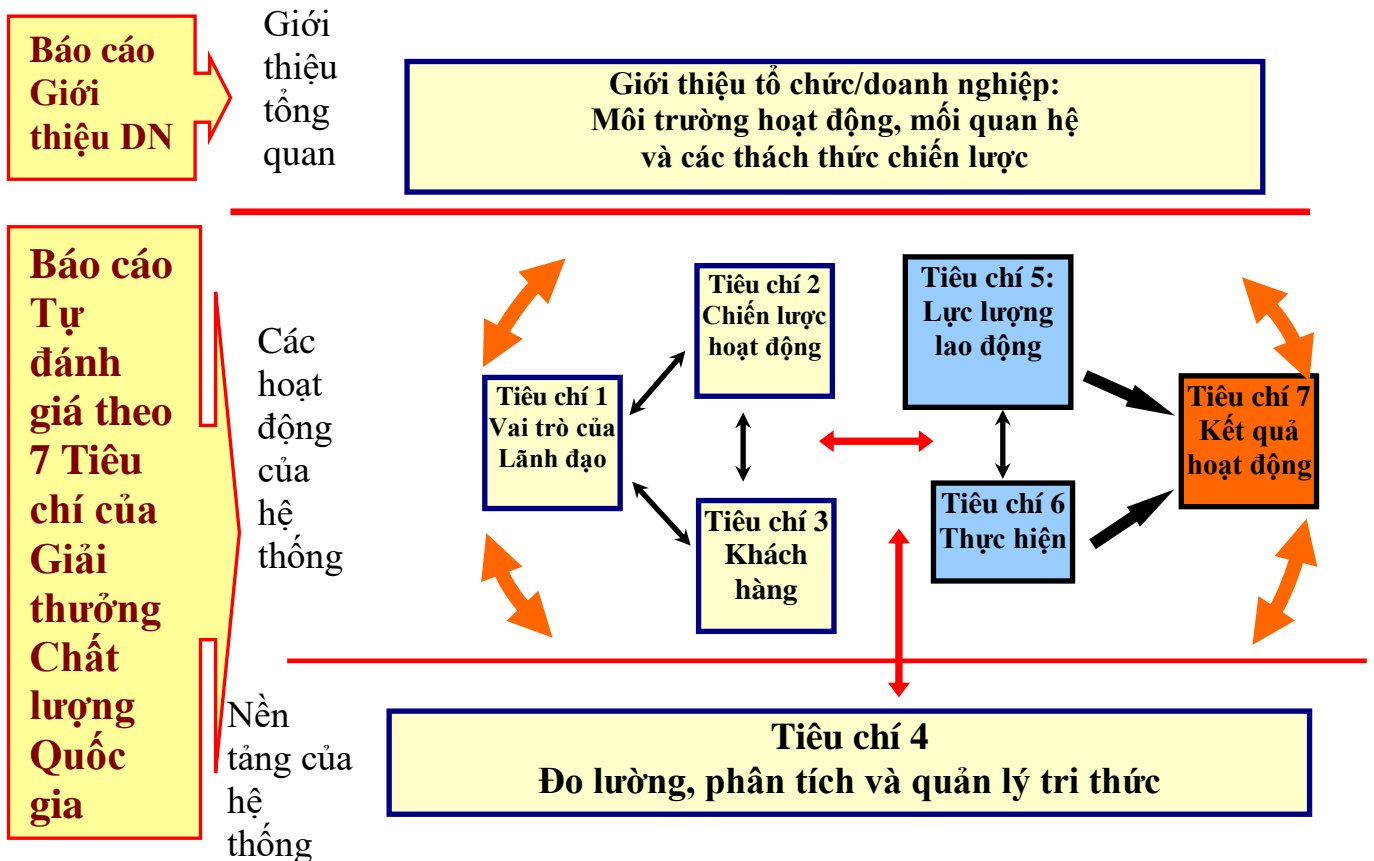 Báo cáo
Giới
thiệu DN
Giới
thiệu
tổng
quan
Giới thiệu tổ chức/doanh nghiệp:
Môi trường hoạt động, mối quan hệ
và các thách thức chiến lược
Báo cáo
Tự
đánh
giá theo
7 Tiêu
chí của
Giải
thưởng
Chất
lượng
Quốc
gia
Các
hoạt
động
của
hệ
thống
Tiêu chí 1
Vai trò của
Lãnh đạo
Tiêu chí 2
Chiến lược
hoạt động
Tiêu chí 3
Khách
hàng
Tiêu chí 5:
Lực lượng
lao động
Tiêu chí 6
Thực hiện
Tiêu chí 7
Kết quả
hoạt động
Nền
tảng của
hệ
thống
Tiêu chí 4
Đo lường, phân tích và quản lý tri thức